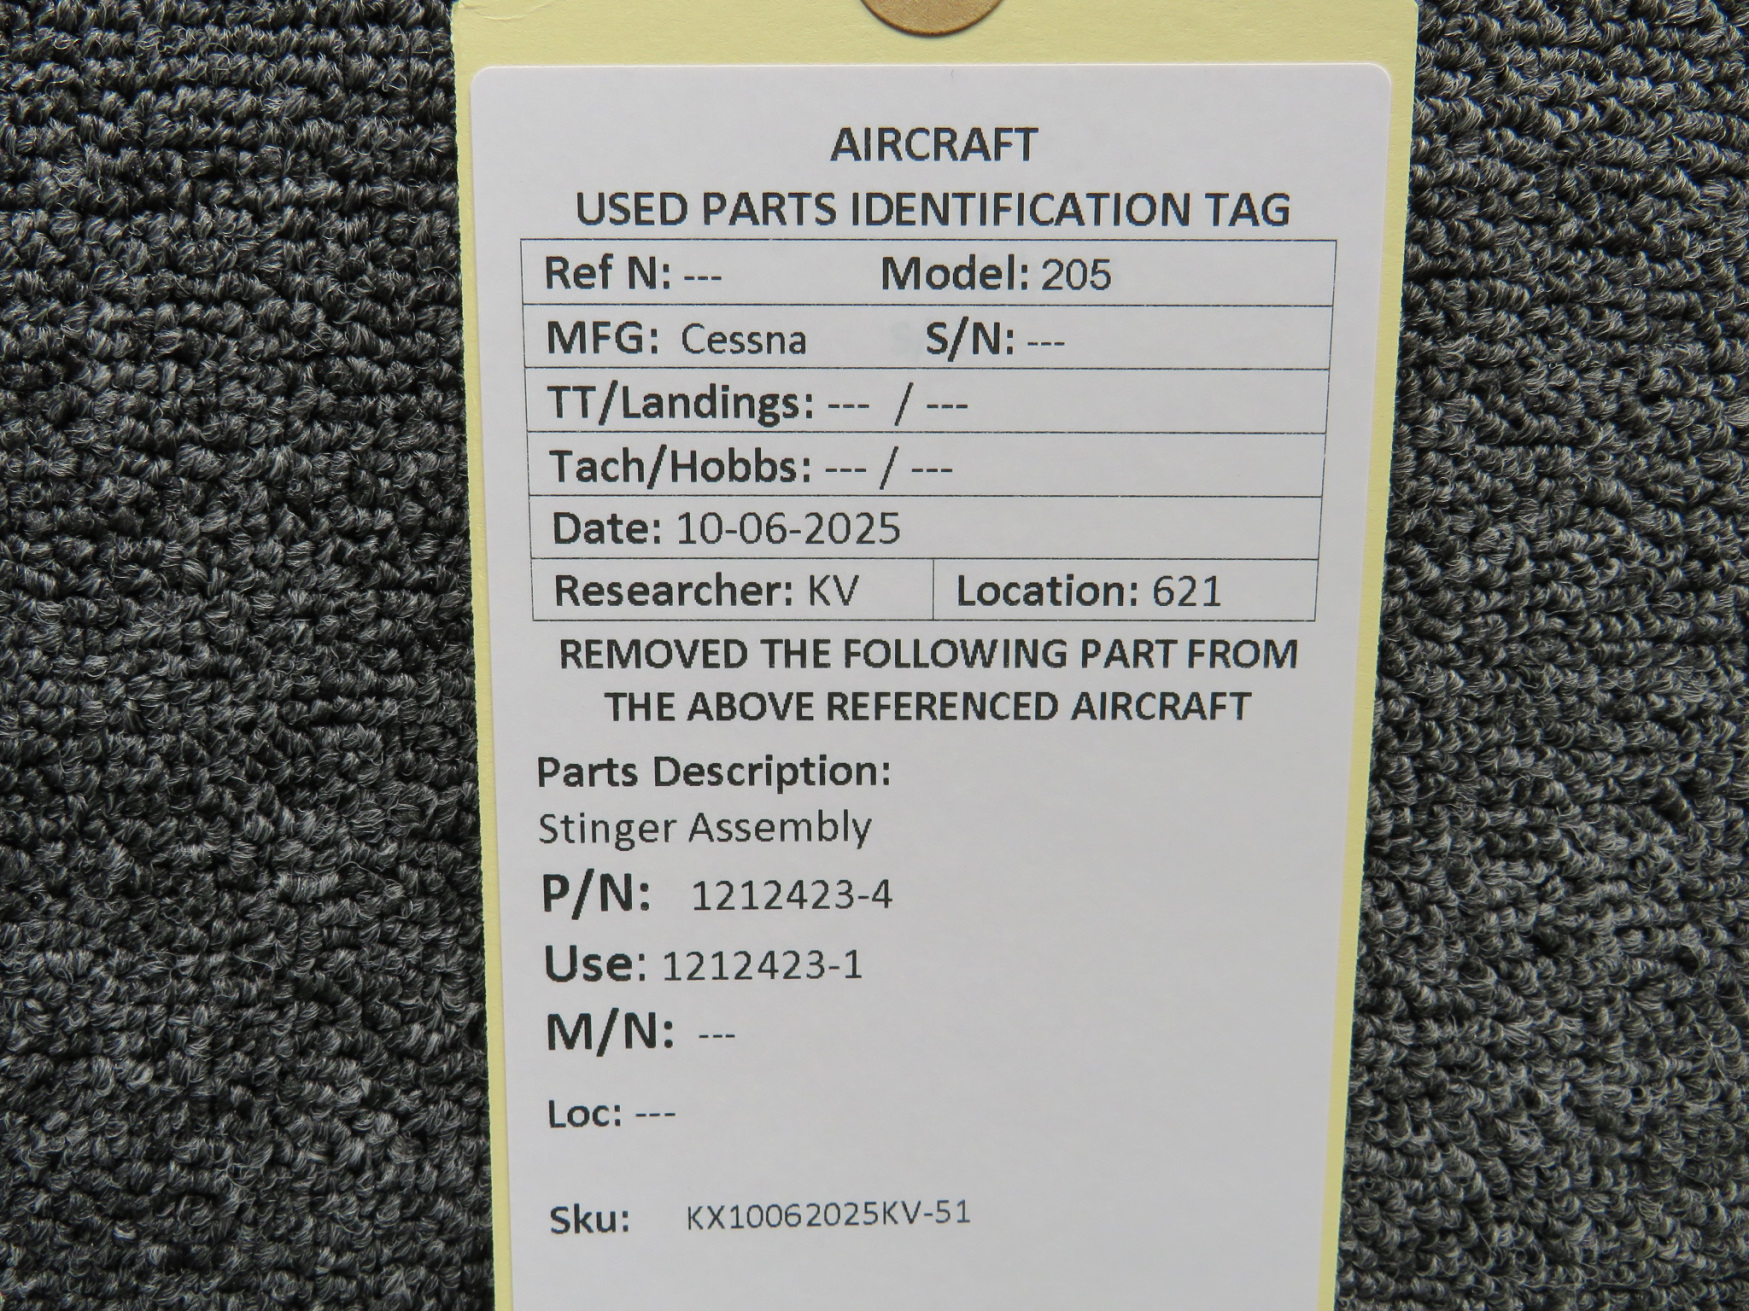 AIRCRAFT
USED PARTS IDENTIFICATION TAG
Ref N: --- Model: 205
MFG: Cessna S/N: ---
TT/Landings: --- / ---
Tach/Hobbs: --- / ---
Date: 10-06-2025
Researcher: KV Location: 621
REMOVED THE FOLLOWING PART FROM
THE ABOVE REFERENCED AIRCRAFT
Parts Description:
Stinger Assembly
P/N: 1212423-4
Use: 1212423-1
M/N: ---
Loc: ---
Sku: KX10062025KV-51